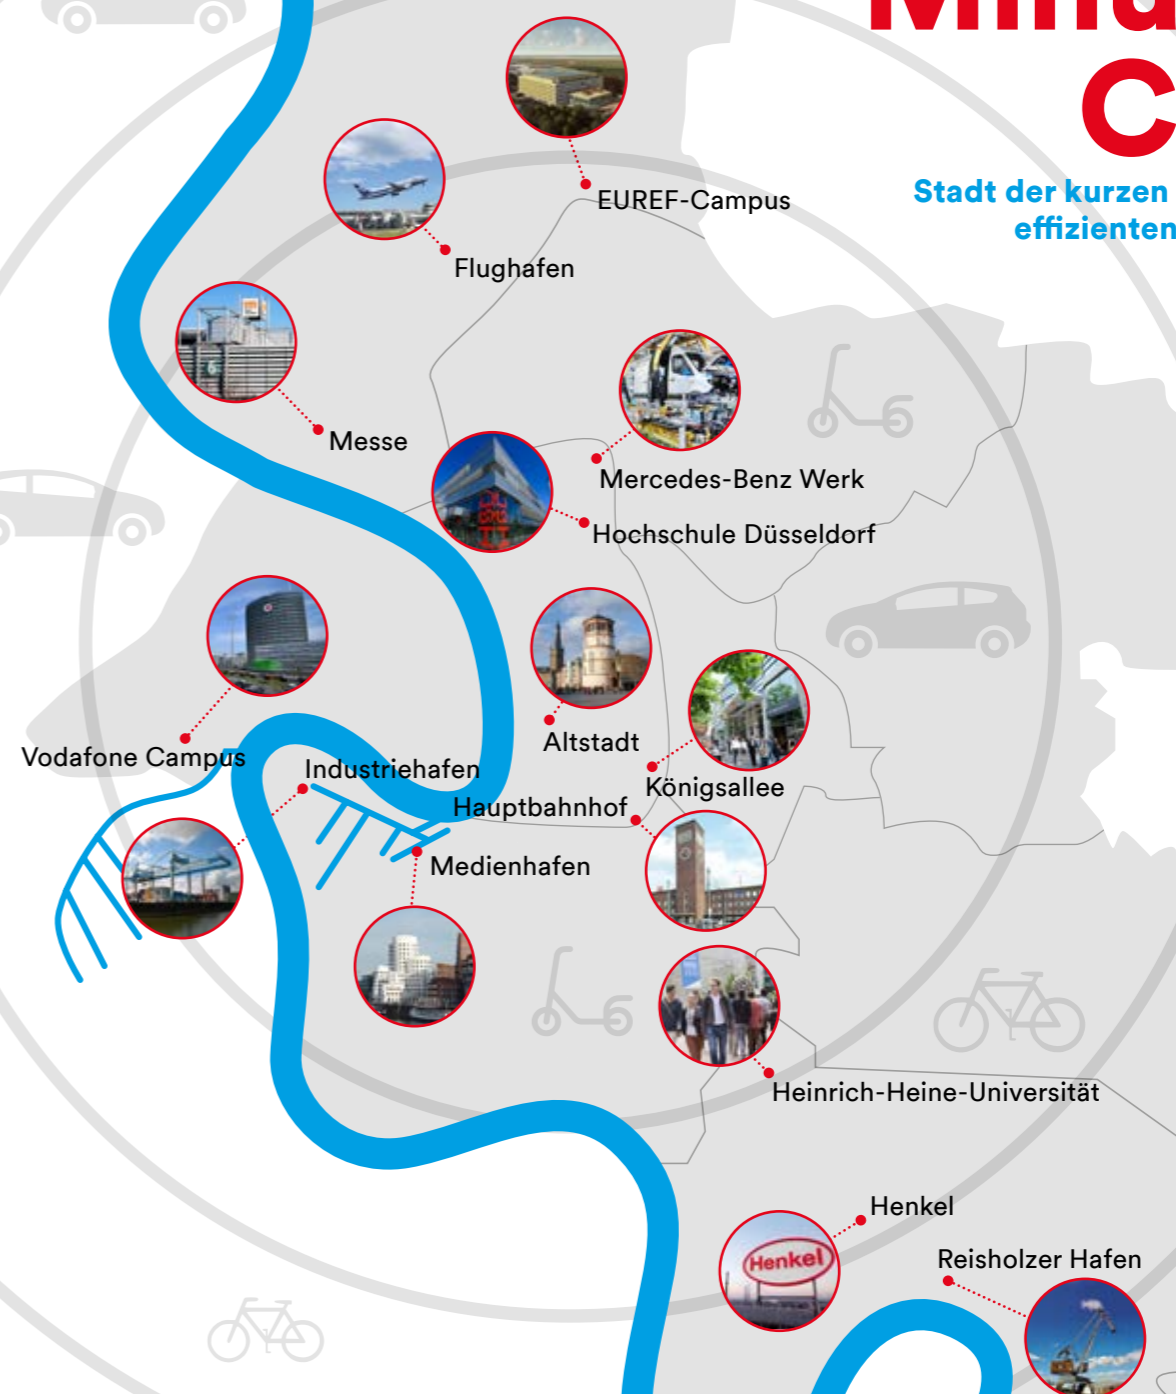 Stadt der kurzen
effizienten
EUREF-Campus
Flughafen
Messe
Mercedes-Benz Werk
Hochschule Düsseldorf
Vodafone Campus
Altstadt
Industriehafen
Königsallee
Hauptbahnhof
Medienhafen
Heinrich-Heine-Universität
Henkel
Henkel
Reisholzer Hafen